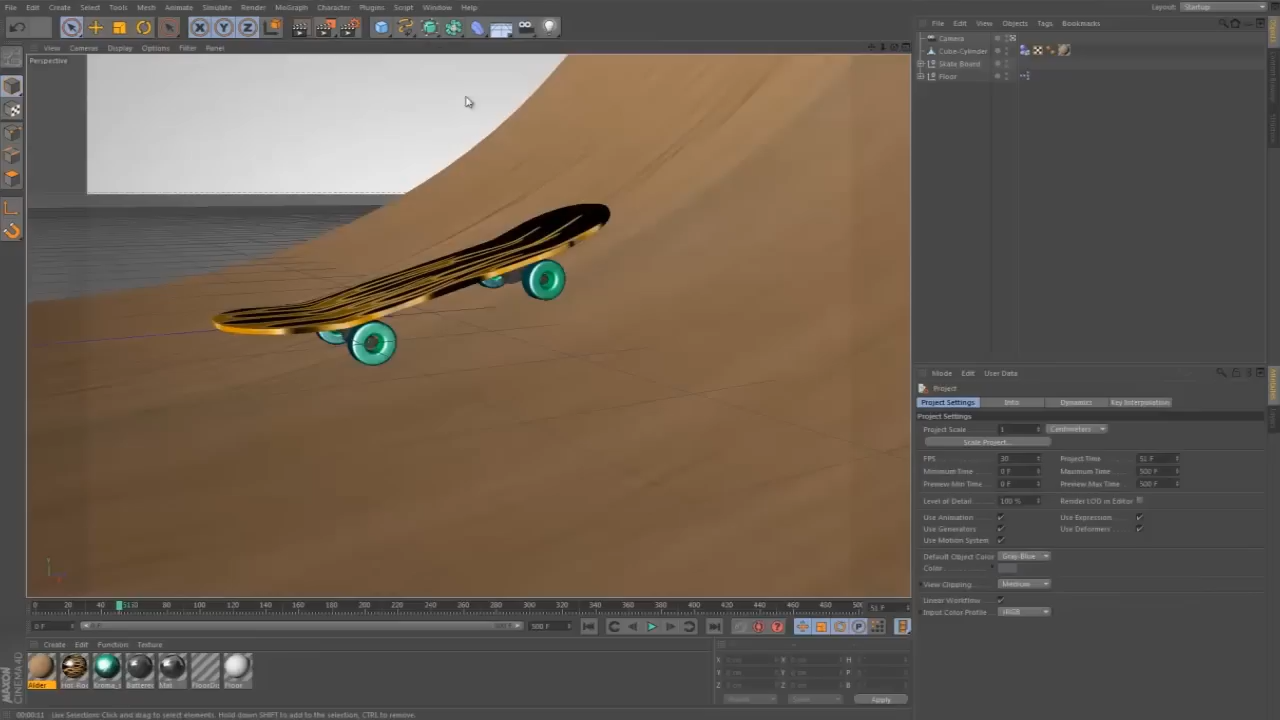 File Edit Create Select Tools Mesh Animate Simulate Render MoGraph Character Plugins Script Window Help
Layout: Startup
View Cameras Display Options Filter Panel
File Edit View Objects Tags Bookmarks
Perspective
Camera
Cube-Cylinder
Skate Board
Floor
Mode Edit User Data
Project
Project Settings Info Dynamics Key Interpolation
Project Settings
Project Scale 1 Centimeters
Scale Project...
FPS 30 Project Time 51 F
Minimum Time 0 F Maximum Time 500 F
Preview Min Time 0 F Preview Max Time 500 F
Level of Detail 100 % Render LOD in Editor
Use Animation Use Expression
Use Generators Use Deformers
Use Motion System
Default Object Color Gray-Blue
Color
View Clipping Medium
Linear Workflow
Input Color Profile sRGB
0 20 40 80 100 120 140 160 180 200 220 240 260 280 300 320 340 360 380 400 420 440 460 480 51 F
0 F 500 F
Create Edit Function Texture
Alder Mat Floor
X Y Z
X Y Z
H P B
Apply
MAXON CINEMA 4D
00:00:11 Live Selection: Click and drag to select elements. Hold down SHIFT to add to the selection, CTRL to remove.